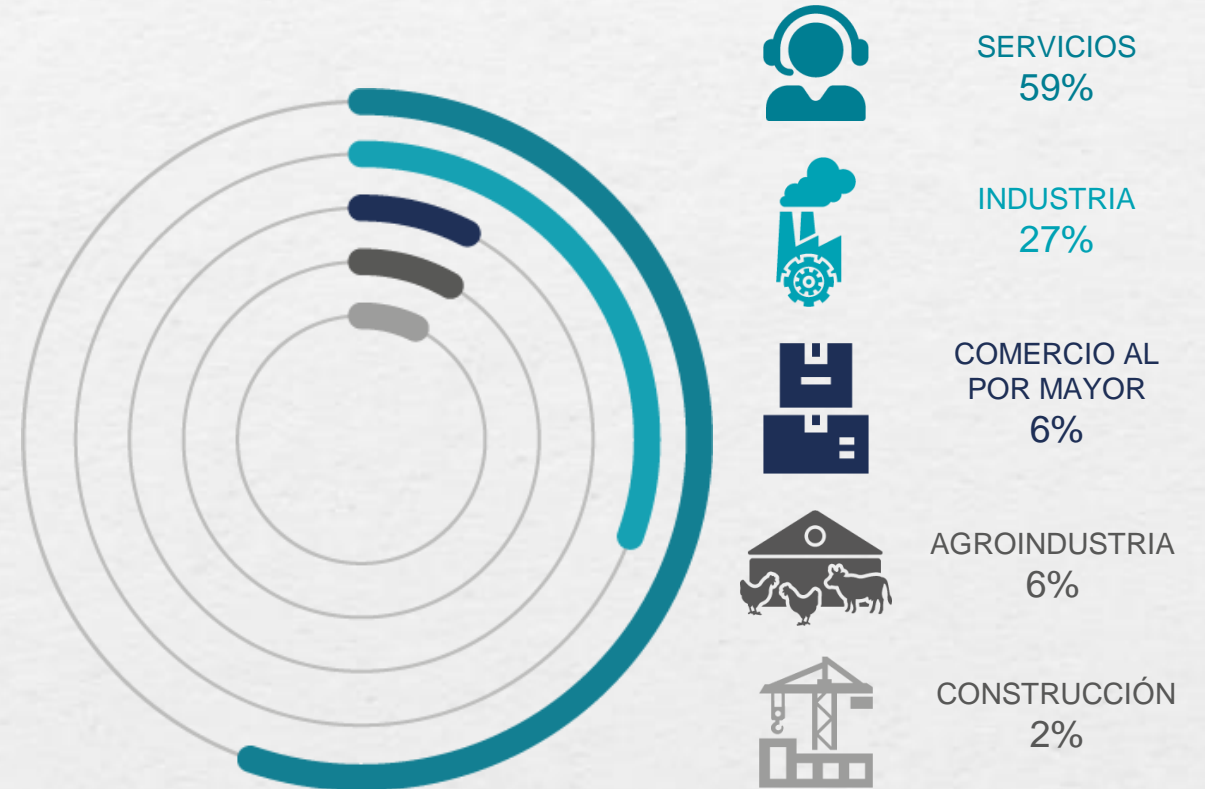 SERVICIOS
59%
INDUSTRIA
27%
COMERCIO AL
POR MAYOR
6%
AGROINDUSTRIA
6%
CONSTRUCCIÓN
2%